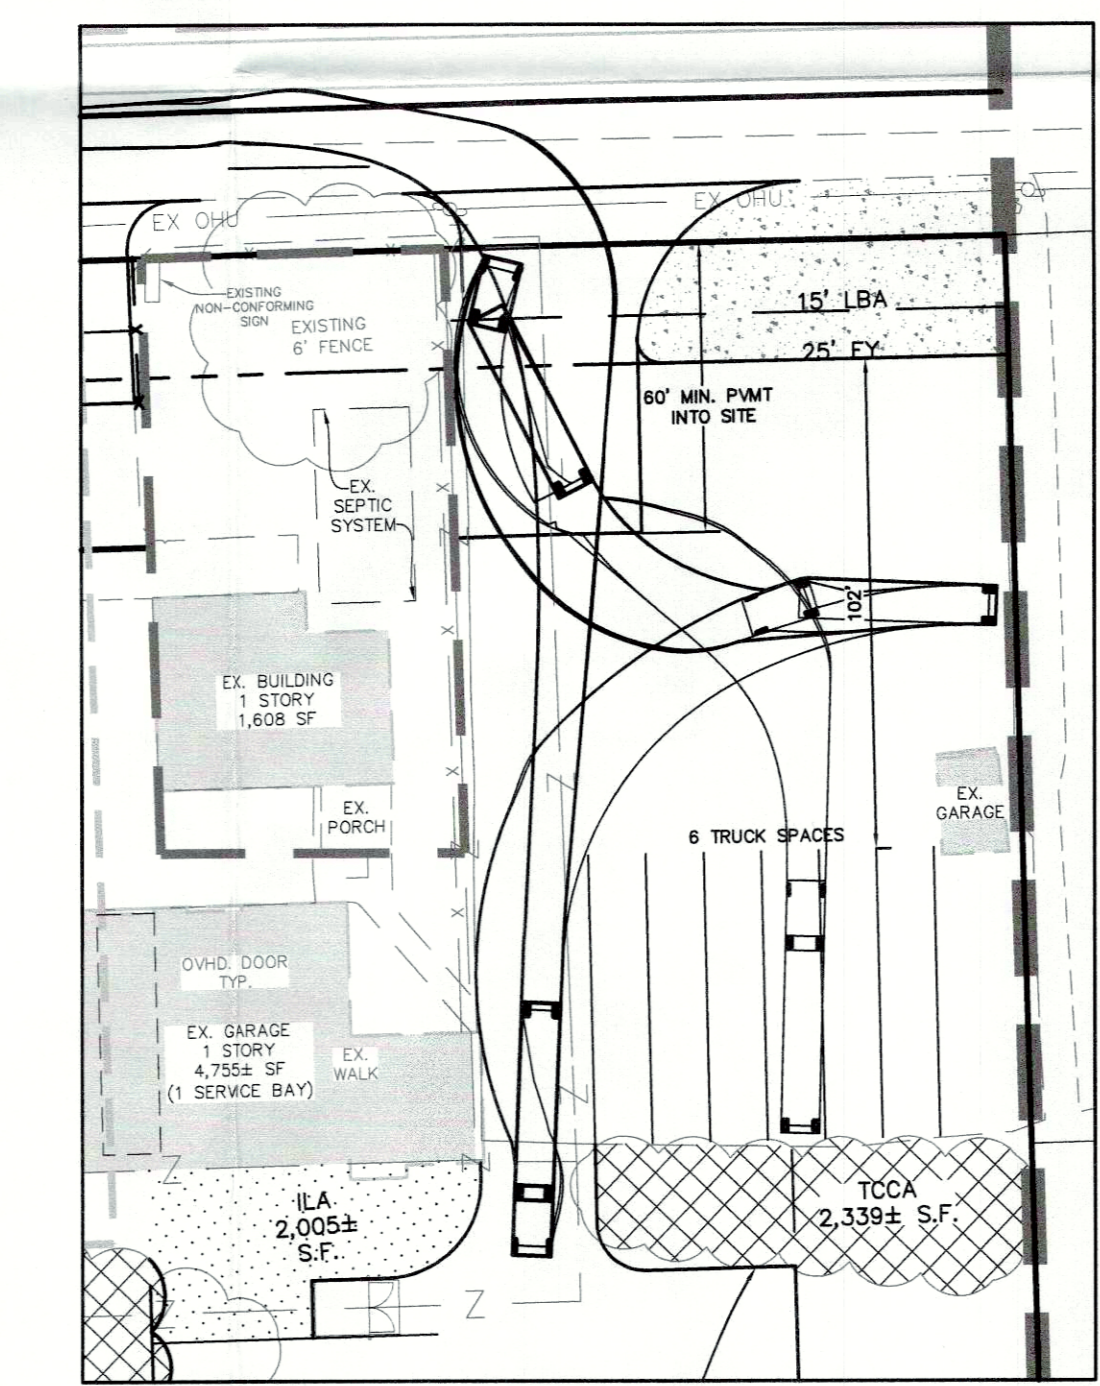 EX OHU
EX OHU
EXISTING
NON-CONFORMING
SIGN
EXISTING
6' FENCE
15' LBA
25' FY
60' MIN. PVMT
INTO SITE
EX.
SEPTIC
SYSTEM
102'
EX. BUILDING
1 STORY
1,608 SF
EX.
PORCH
EX.
GARAGE
6 TRUCK SPACES
OVHD. DOOR
TYP.
EX. GARAGE
1 STORY
4,755± SF
(1 SERVICE BAY)
EX.
WALK
ILA
2,005±
S.F.
TCCA
2,339± S.F.